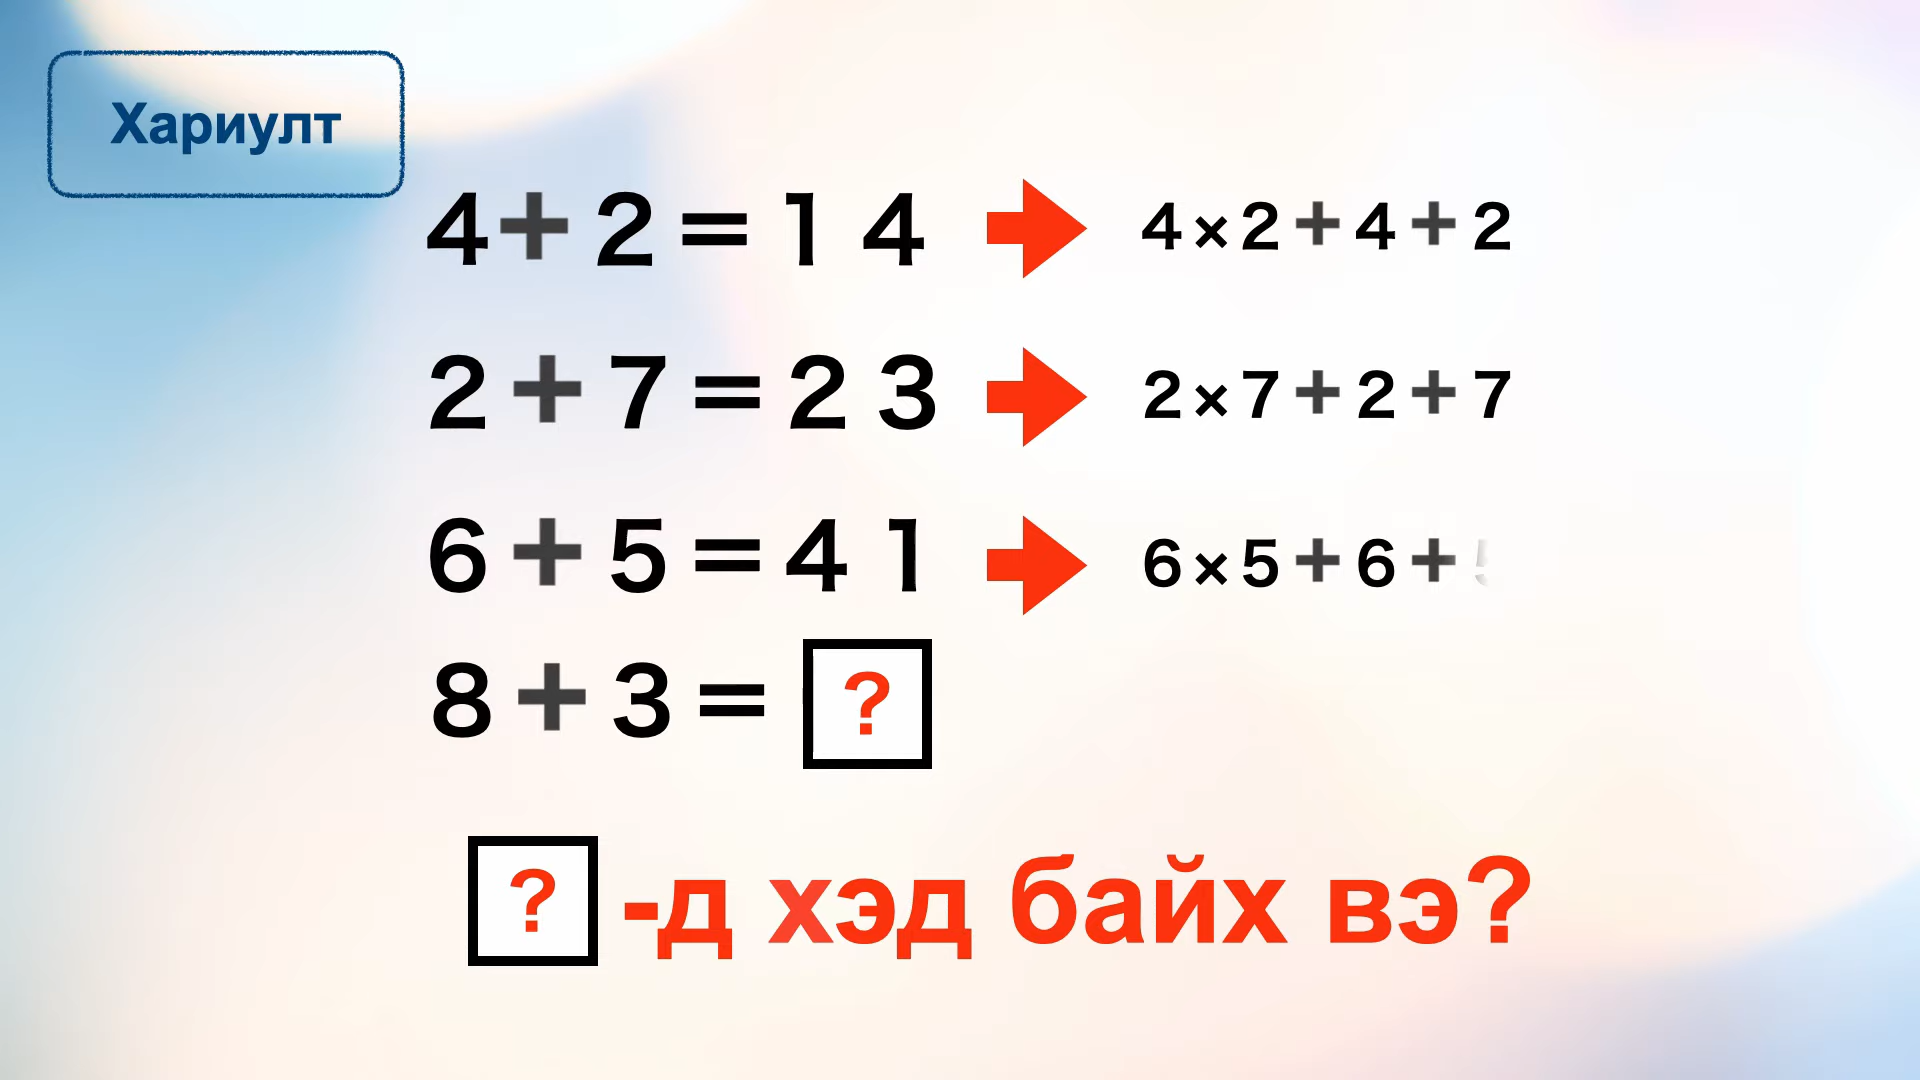 Хариулт
4+2=14 4×2+4+2
2+7=23 2×7+2+7
6+5=41 6×5+6+
8+3= ?
? -д хэд байх вэ?